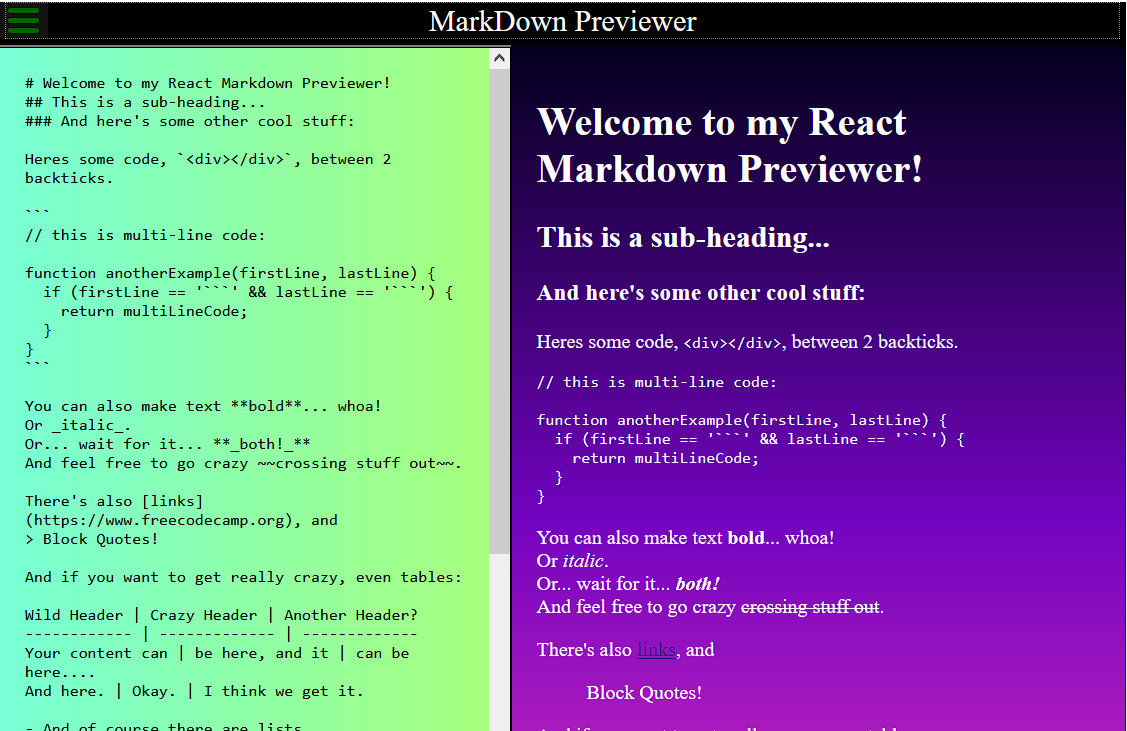 MarkDown Previewer
# Welcome to my React Markdown Previewer!
## This is a sub-heading...
### And here's some other cool stuff:
Heres some code, `<div></div>`, between 2
backticks.
```
// this is multi-line code:
function anotherExample(firstLine, lastLine) {
  if (firstLine == '```' && lastLine == '```') {
    return multiLineCode;
  }
}
```
You can also make text **bold**... whoa!
Or _italic_.
Or... wait for it... **_both!_**
And feel free to go crazy ~~crossing stuff out~~.
There's also [links]
(https://www.freecodecamp.org), and
> Block Quotes!
And if you want to get really crazy, even tables:
Wild Header | Crazy Header | Another Header?
------------ | ------------- | -------------
Your content can | be here, and it | can be
here....
And here. | Okay. | I think we get it.
- And of course there are lists
Welcome to my React
Markdown Previewer!
This is a sub-heading...
And here's some other cool stuff:
Heres some code, <div></div>, between 2 backticks.
// this is multi-line code:
function anotherExample(firstLine, lastLine) {
  if (firstLine == '```' && lastLine == '```') {
    return multiLineCode;
  }
}
You can also make text bold... whoa!
Or italic.
Or... wait for it... both!
And feel free to go crazy crossing stuff out.
There's also links, and
Block Quotes!